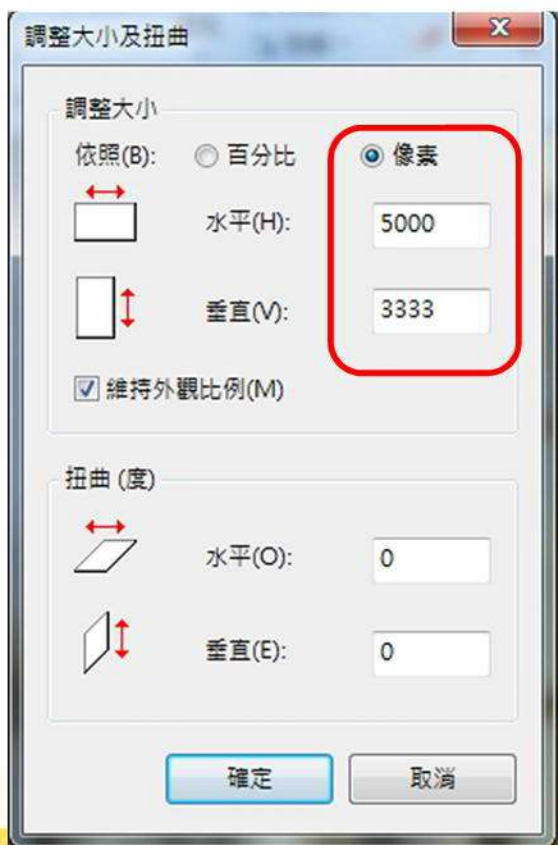 調整大小及扭曲
調整大小
依照(B): 百分比 像素
水平(H): 5000
垂直(V): 3333
維持外觀比例(M)
扭曲 (度)
水平(O): 0
垂直(E): 0
確定 取消